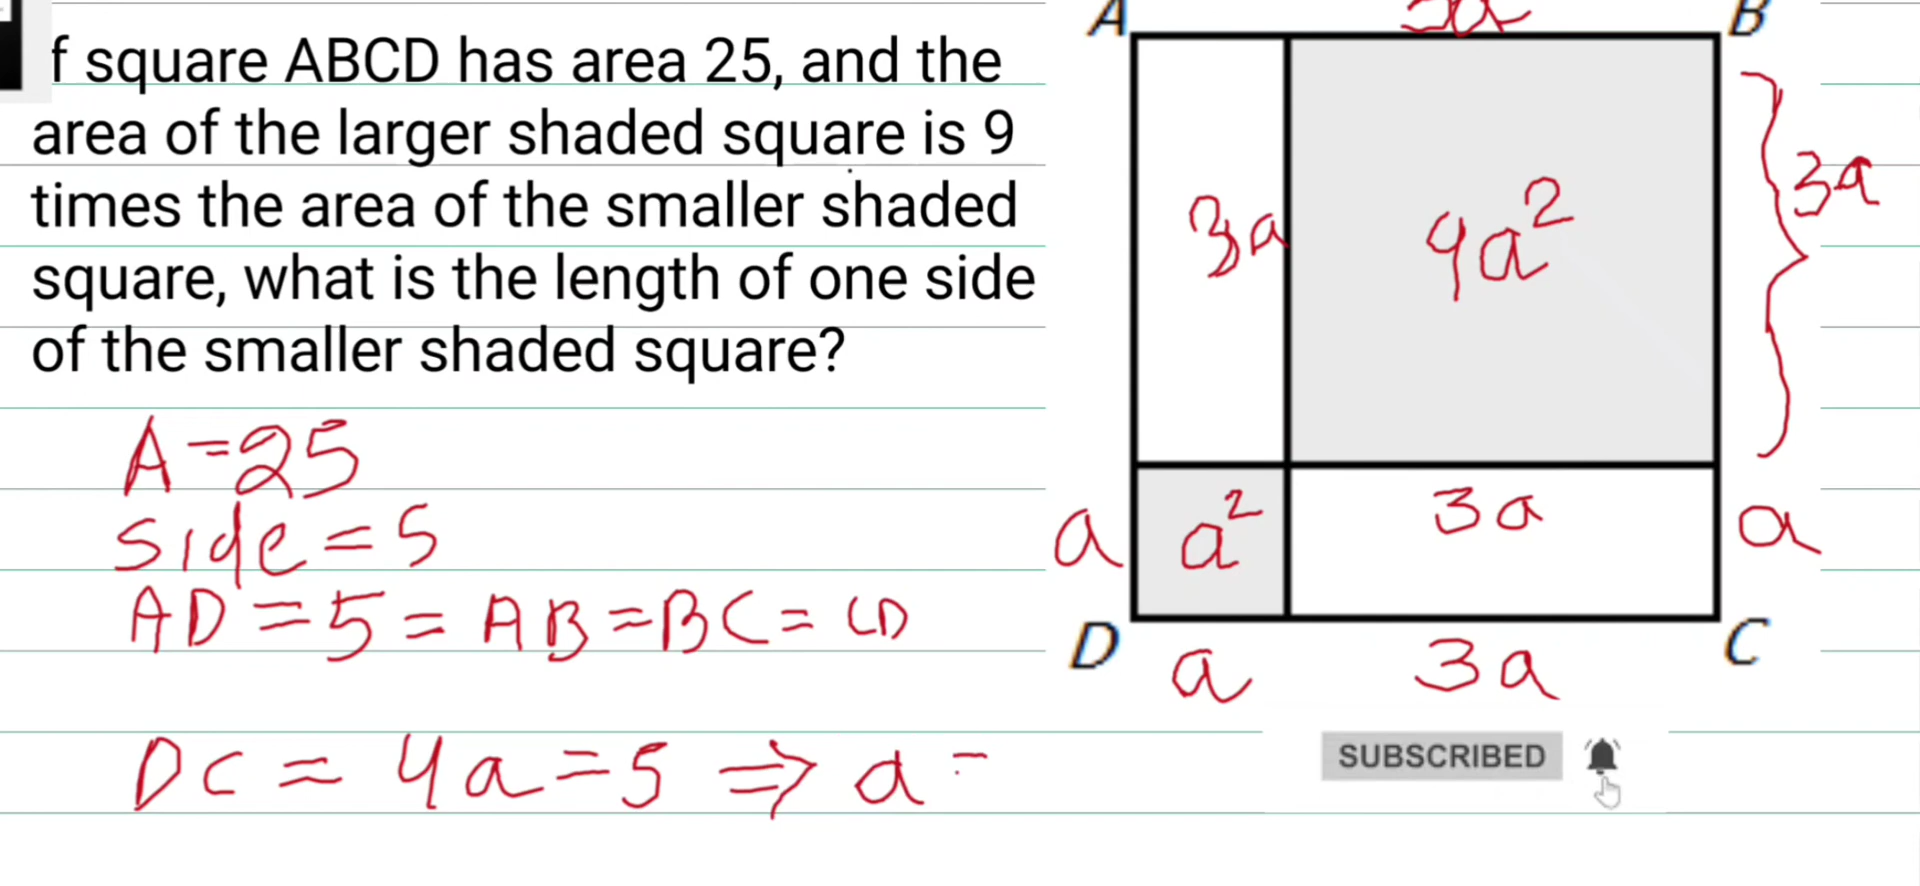 f square ABCD has area 25, and the
area of the larger shaded square is 9
times the area of the smaller shaded
square, what is the length of one side
of the smaller shaded square?
A=25
Side=5
AD=5=AB=BC=CD
DC=4a=5⇒a=
A
3a
B
3a
9a²
3a
a
a²
3a
a
D
a
3a
C
SUBSCRIBED